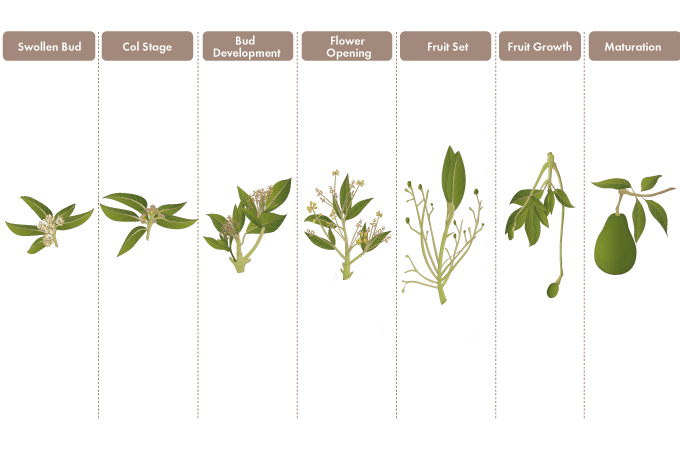 Swollen Bud
Col Stage
Bud
Development
Flower
Opening
Fruit Set
Fruit Growth
Maturation